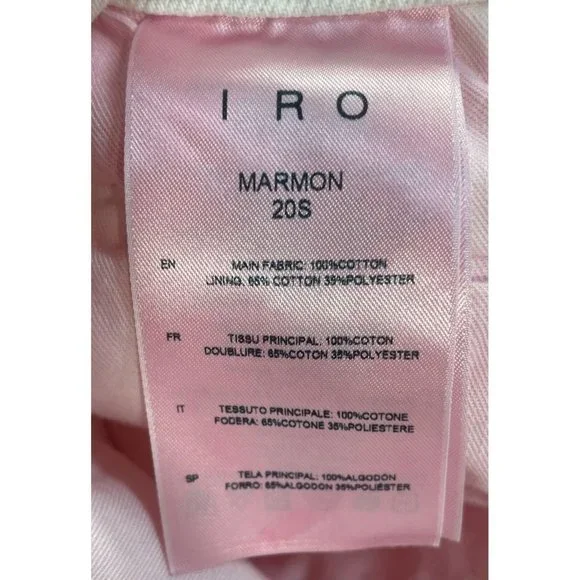 I R O
MARMON
20S
EN MAIN FABRIC: 100%COTTON
LINING: 65% COTTON 35%POLYESTER
FR TISSU PRINCIPAL: 100%COTON
DOUBLURE: 65%COTON 35%POLYESTER
IT TESSUTO PRINCIPALE: 100%COTONE
FODERA: 65%COTONE 35%POLIESTERE
SP TELA PRINCIPAL: 100%ALGODON
FORRO: 65%ALGODON 35%POLIÉSTER